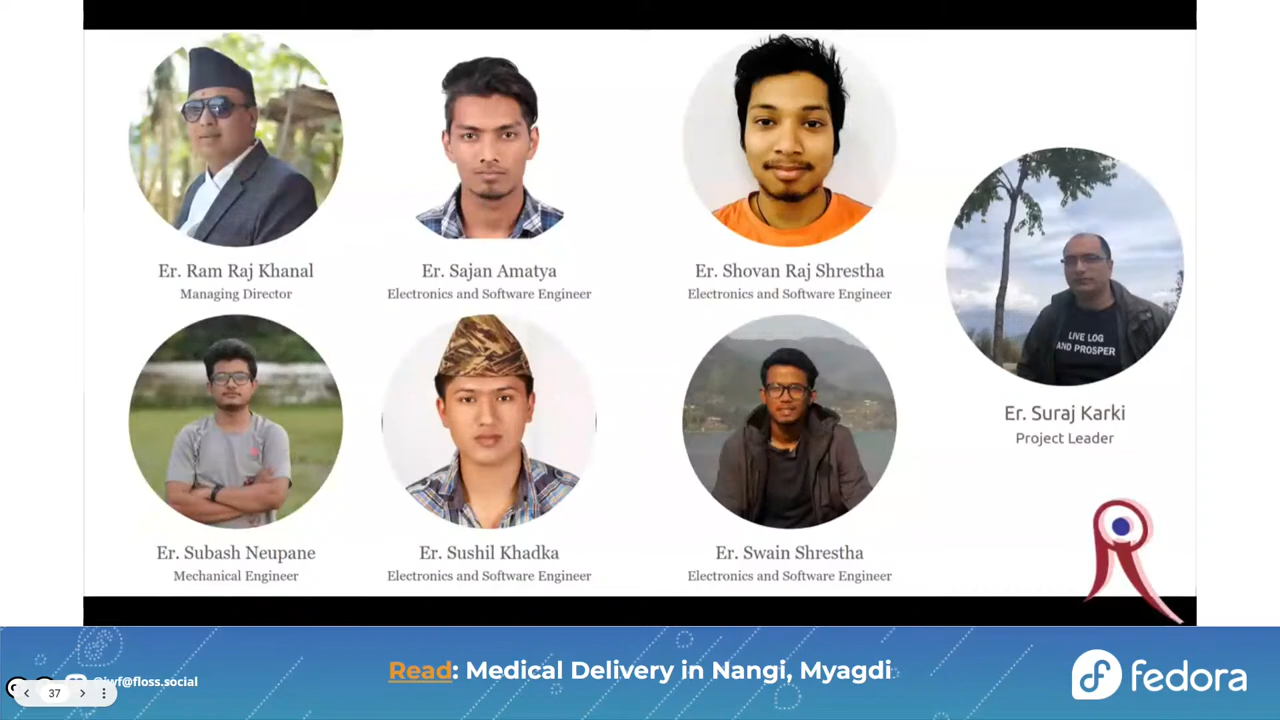 Er. Ram Raj Khanal
Managing Director
Er. Sajan Amatya
Electronics and Software Engineer
Er. Shovan Raj Shrestha
Electronics and Software Engineer
LIVE LOG
AND PROSPER
Er. Suraj Karki
Project Leader
Er. Subash Neupane
Mechanical Engineer
Er. Sushil Khadka
Electronics and Software Engineer
Er. Swain Shrestha
Electronics and Software Engineer
Read: Medical Delivery in Nangi, Myagdi
jwf@floss.social
37
fedora